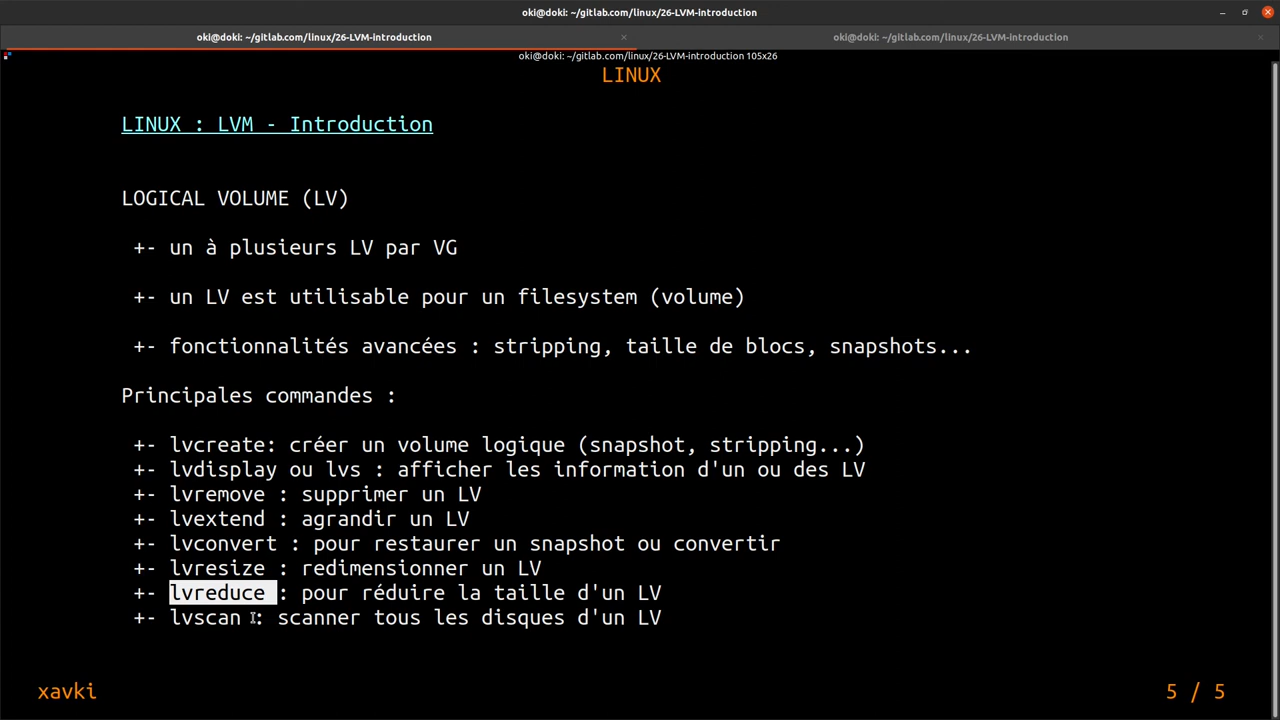 oki@doki: ~/gitlab.com/linux/26-LVM-introduction
oki@doki: ~/gitlab.com/linux/26-LVM-introduction
oki@doki: ~/gitlab.com/linux/26-LVM-introduction
oki@doki: ~/gitlab.com/linux/26-LVM-introduction 105x26
LINUX
LINUX : LVM - Introduction
LOGICAL VOLUME (LV)
+- un à plusieurs LV par VG
+- un LV est utilisable pour un filesystem (volume)
+- fonctionnalités avancées : stripping, taille de blocs, snapshots...
Principales commandes :
+- lvcreate: créer un volume logique (snapshot, stripping...)
+- lvdisplay ou lvs : afficher les information d'un ou des LV
+- lvremove : supprimer un LV
+- lvextend : agrandir un LV
+- lvconvert : pour restaurer un snapshot ou convertir
+- lvresize : redimensionner un LV
+- lvreduce : pour réduire la taille d'un LV
+- lvscan : scanner tous les disques d'un LV
xavki
5 / 5